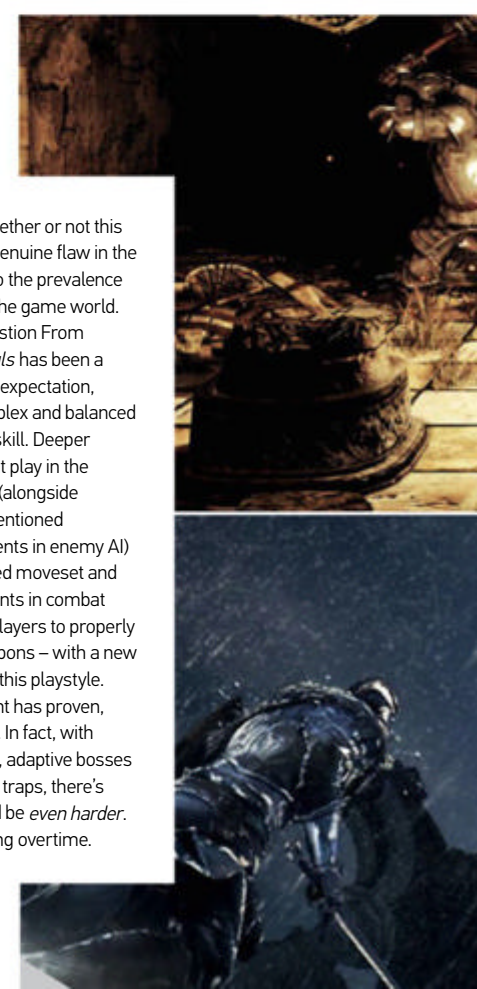 ether or not this
enuine flaw in the
o the prevalence
he game world.
stion From
ls has been a
expectation,
plex and balanced
skill. Deeper
t play in the
(alongside
entioned
ents in enemy AI)
ed moveset and
nts in combat
layers to properly
pons – with a new
this playstyle.
nt has proven,
In fact, with
, adaptive bosses
traps, there's
d be even harder.
ng overtime.